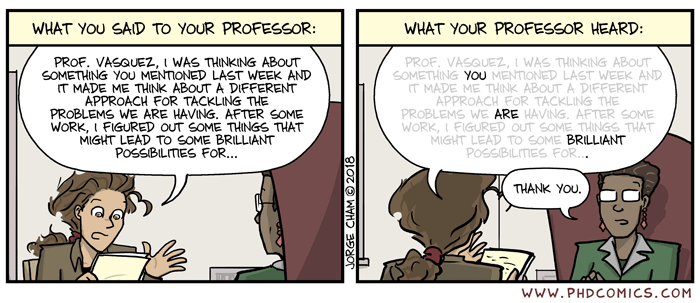 WHAT YOU SAID TO YOUR PROFESSOR:
PROF. VASQUEZ, I WAS THINKING ABOUT
SOMETHING YOU MENTIONED LAST WEEK AND
IT MADE ME THINK ABOUT A DIFFERENT
APPROACH FOR TACKLING THE
PROBLEMS WE ARE HAVING. AFTER SOME
WORK, I FIGURED OUT SOME THINGS THAT
MIGHT LEAD TO SOME BRILLIANT
POSSIBILITIES FOR...
JORGE CHAM © 2018
WHAT YOUR PROFESSOR HEARD:
PROF. VASQUEZ, I WAS THINKING ABOUT
SOMETHING YOU MENTIONED LAST WEEK AND
IT MADE ME THINK ABOUT A DIFFERENT
APPROACH FOR TACKLING THE
PROBLEMS WE ARE HAVING. AFTER SOME
WORK, I FIGURED OUT SOME THINGS THAT
MIGHT LEAD TO SOME BRILLIANT
POSSIBILITIES FOR...
THANK YOU.
WWW.PHDCOMICS.COM